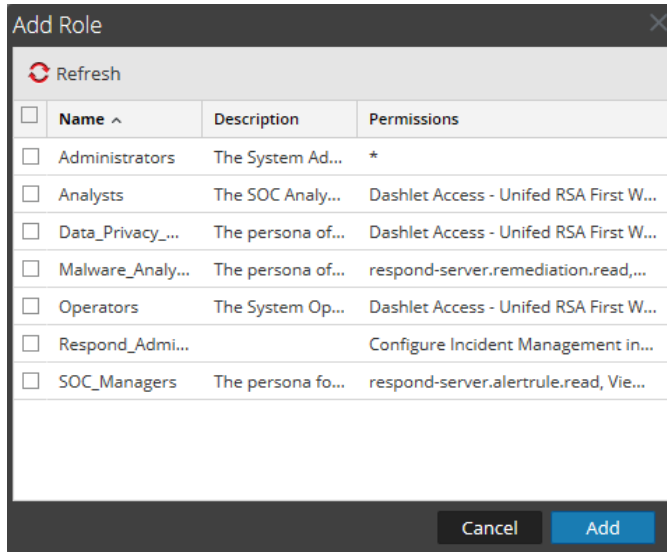 Add Role
Refresh
Name Description Permissions
Administrators The System Ad... *
Analysts The SOC Analy... Dashlet Access - Unifed RSA First W...
Data_Privacy_... The persona of... Dashlet Access - Unifed RSA First W...
Malware_Analy... The persona of... respond-server.remediation.read,...
Operators The System Op... Dashlet Access - Unifed RSA First W...
Respond_Admi... Configure Incident Management in...
SOC_Managers The persona fo... respond-server.alertrule.read, Vie...
Cancel Add